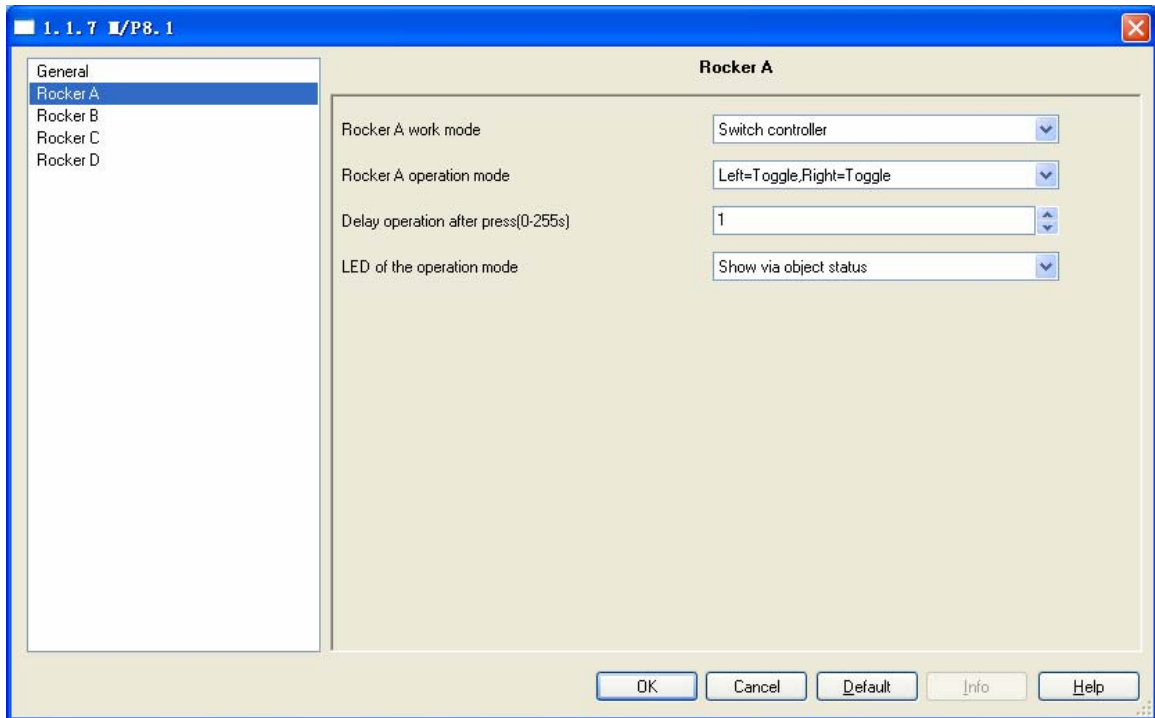 1.1.7 M/P8.1
General
Rocker A
Rocker B
Rocker C
Rocker D
Rocker A
Rocker A work mode
Switch controller
Rocker A operation mode
Left=Toggle,Right=Toggle
Delay operation after press(0-255s)
1
LED of the operation mode
Show via object status
OK
Cancel
Default
Info
Help